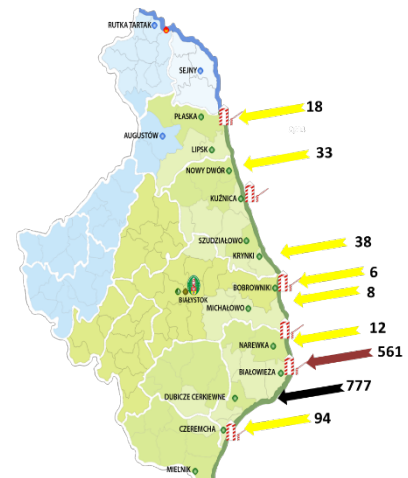 RUTKA TARTAK
SEJNY
PŁASKA
18
AUGUSTÓW
LIPSK
33
NOWY DWÓR
KUŹNICA
SZUDZIAŁOWO
38
KRYNKI
6
BOBROWNIKI
8
BIAŁYSTOK
MICHAŁOWO
12
NAREWKA
561
BIAŁOWIEŻA
777
DUBICZE CERKIEWNE
94
CZEREMCHA
MIELNIK